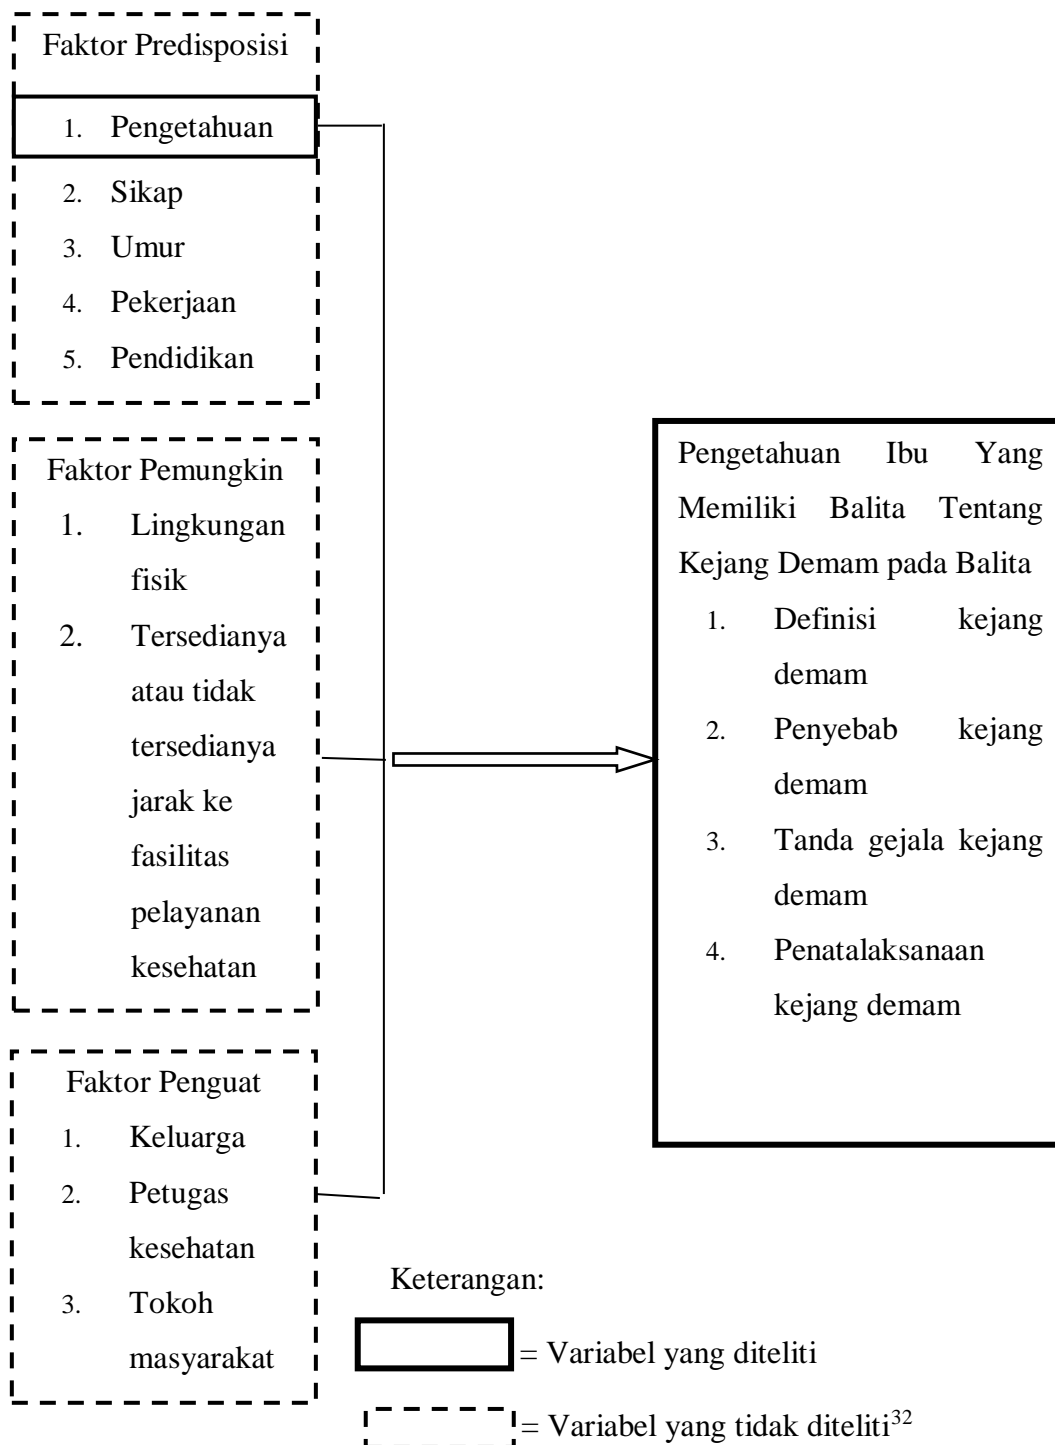 Faktor Predisposisi
1. Pengetahuan
2. Sikap
3. Umur
4. Pekerjaan
5. Pendidikan
Faktor Pemungkin
1. Lingkungan
fisik
2. Tersedianya
atau tidak
tersedianya
jarak ke
fasilitas
pelayanan
kesehatan
Faktor Penguat
1. Keluarga
2. Petugas
kesehatan
3. Tokoh
masyarakat
Pengetahuan Ibu Yang
Memiliki Balita Tentang
Kejang Demam pada Balita
1. Definisi kejang
demam
2. Penyebab kejang
demam
3. Tanda gejala kejang
demam
4. Penatalaksanaan
kejang demam
Keterangan:
= Variabel yang diteliti
= Variabel yang tidak diteliti³²